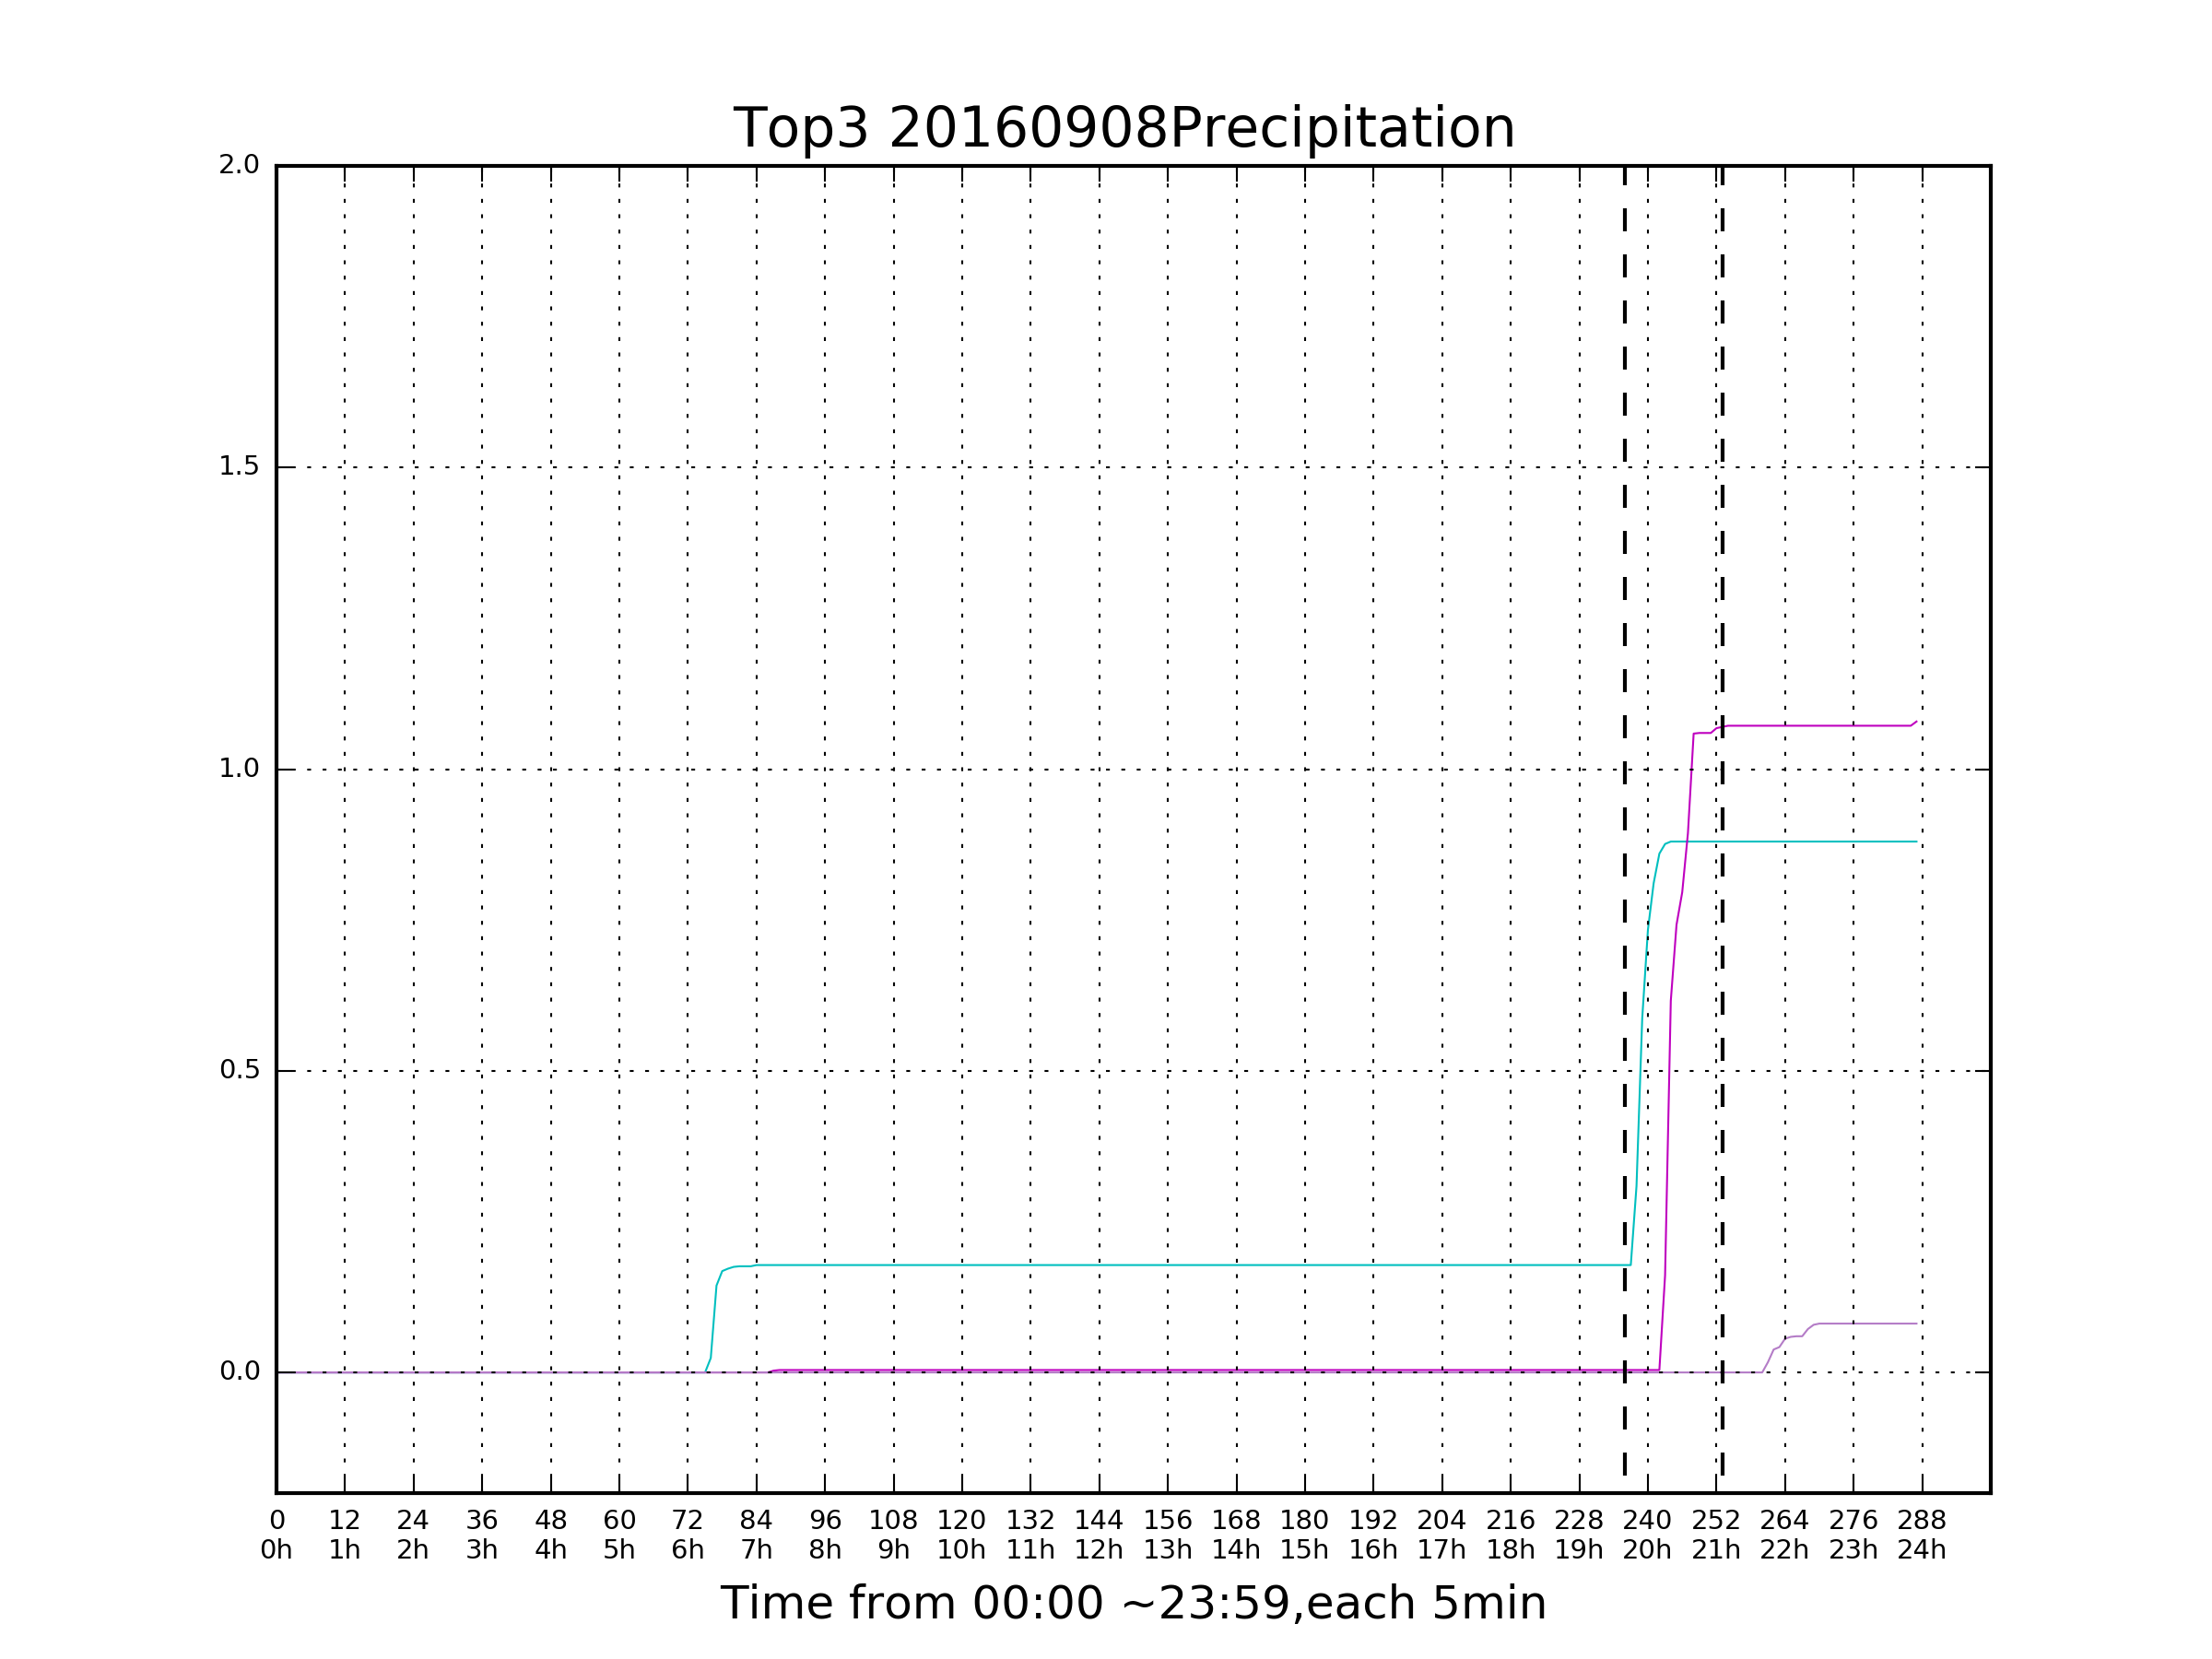 Top3 20160908Precipitation
2.0
1.5
1.0
0.5
0.0
0 12 24 36 48 60 72 84 96 108 120 132 144 156 168 180 192 204 216 228 240 252 264 276 288
0h 1h 2h 3h 4h 5h 6h 7h 8h 9h 10h 11h 12h 13h 14h 15h 16h 17h 18h 19h 20h 21h 22h 23h 24h
Time from 00:00 ~23:59,each 5min